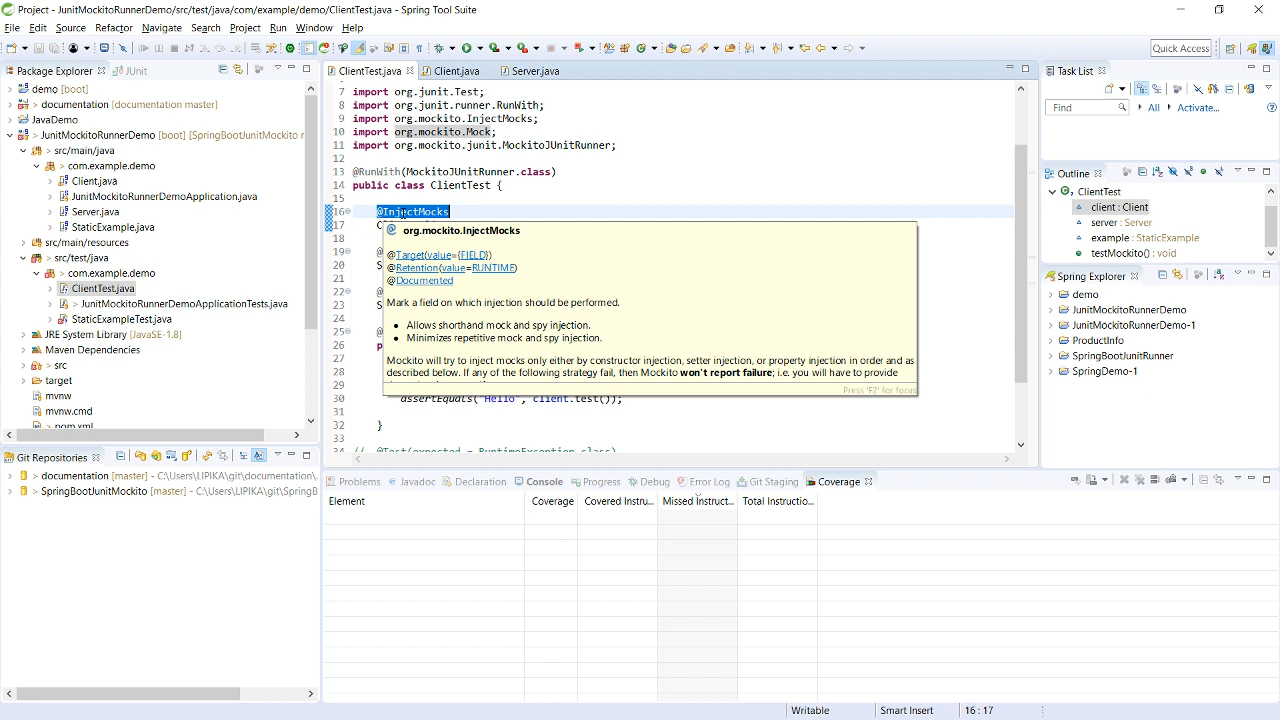 Project - JunitMockitoRunnerDemo/src/test/java/com/example/demo/ClientTest.java - Spring Tool Suite
File Edit Source Refactor Navigate Search Project Run Window Help
Quick Access
Package Explorer
JUnit
demo [boot]
> documentation [documentation master]
JavaDemo
> JunitMockitoRunnerDemo [boot] [SpringBootJunitMockito r
> src/main/java
> com.example.demo
Client.java
JunitMockitoRunnerDemoApplication.java
Server.java
StaticExample.java
src/main/resources
> src/test/java
> com.example.demo
ClientTest.java
> JunitMockitoRunnerDemoApplicationTests.java
StaticExampleTest.java
JRE System Library [JavaSE-1.8]
Maven Dependencies
> src
target
mvnw
mvnw.cmd
> pom.xml
Git Repositories
> documentation [master] - C:\Users\LIPIKA\git\documentation\.
> SpringBootJunitMockito [master] - C:\Users\LIPIKA\git\SpringB
ClientTest.java
Client.java
Server.java
7 import org.junit.Test;
8 import org.junit.runner.RunWith;
9 import org.mockito.InjectMocks;
10 import org.mockito.Mock;
11 import org.mockito.junit.MockitoJUnitRunner;
12
13 @RunWith(MockitoJUnitRunner.class)
14 public class ClientTest {
15
16 @InjectMocks
17 C
18
19 @
20 S
21
22 @
23 S
24
25 @
26 p
27
28
29
30 assertEquals("Hello", client.test());
31
32 }
33
// @Test(expected = RuntimeException.class)
@ org.mockito.InjectMocks
@Target(value={FIELD})
@Retention(value=RUNTIME)
@Documented
Mark a field on which injection should be performed.
• Allows shorthand mock and spy injection.
• Minimizes repetitive mock and spy injection.
Mockito will try to inject mocks only either by constructor injection, setter injection, or property injection in order and as
described below. If any of the following strategy fail, then Mockito won't report failure; i.e. you will have to provide
Press 'F2' for focus
Task List
Find
All
Activate...
Outline
ClientTest
client : Client
server : Server
example : StaticExample
testMockito() : void
Spring Explorer
demo
JunitMockitoRunnerDemo
JunitMockitoRunnerDemo-1
ProductInfo
SpringBootJunitRunner
SpringDemo-1
Problems
Javadoc
Declaration
Console
Progress
Debug
Error Log
Git Staging
Coverage
Element Coverage Covered Instru... Missed Instruct... Total Instructio...
Writable Smart Insert 16 : 17